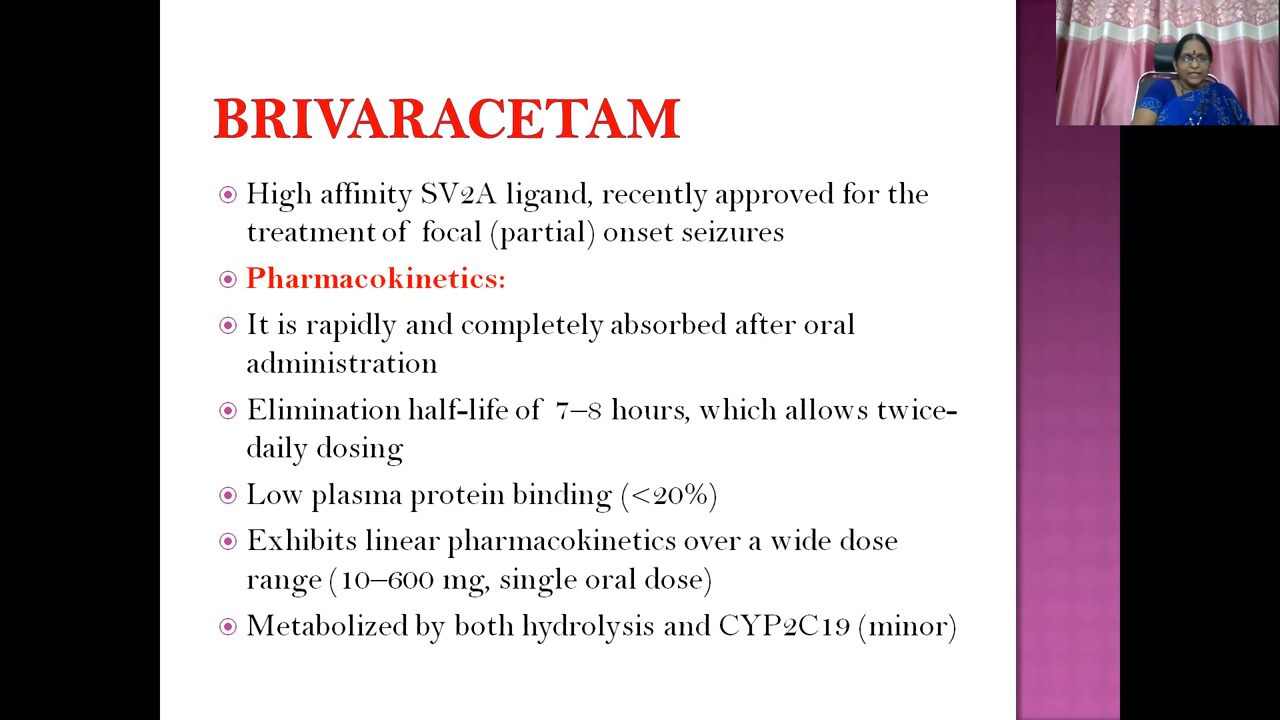 BRIVARACETAM
High affinity SV2A ligand, recently approved for the
treatment of focal (partial) onset seizures
Pharmacokinetics:
It is rapidly and completely absorbed after oral
administration
Elimination half-life of 7–8 hours, which allows twice-
daily dosing
Low plasma protein binding (<20%)
Exhibits linear pharmacokinetics over a wide dose
range (10–600 mg, single oral dose)
Metabolized by both hydrolysis and CYP2C19 (minor)